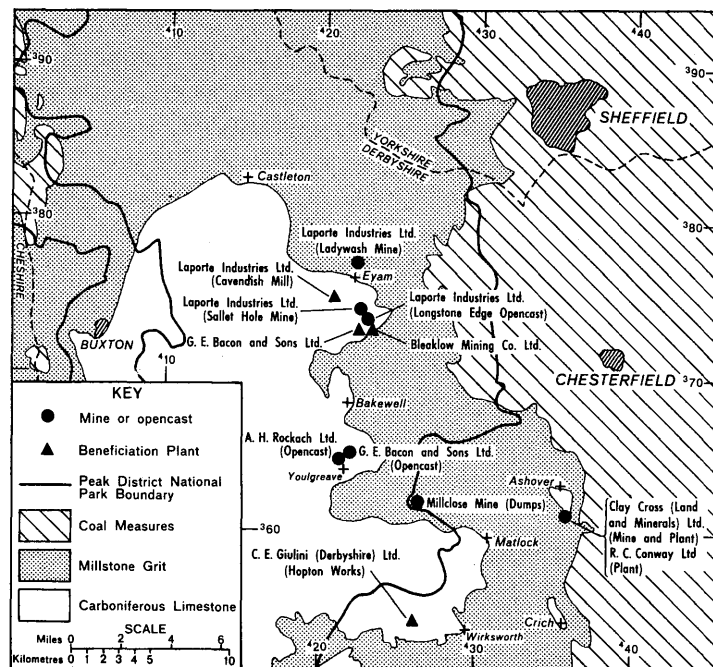 ⁴10
⁴20
⁴30
⁴40
³90
³90
SHEFFIELD
YORKSHIRE
DERBYSHIRE
Castleton
³80
³80
CHESHIRE
Laporte Industries Ltd.
(Ladywash Mine)
Eyam
Laporte Industries Ltd.
(Cavendish Mill)
Laporte Industries Ltd.
(Sallet Hole Mine)
Laporte Industries Ltd.
(Longstone Edge Opencast)
G. E. Bacon and Sons Ltd.
Bleaklow Mining Co. Ltd.
BUXTON
⁴10
³70
CHESTERFIELD
Bakewell
A. H. Rockach Ltd.
(Opencast)
G. E. Bacon and Sons Ltd.
(Opencast)
Youlgreave
Ashover
Millclose Mine (Dumps)
Clay Cross (Land
and Minerals) Ltd.
(Mine and Plant)
R. C. Conway Ltd
(Plant)
³60
Matlock
C. E. Giulini (Derbyshire) Ltd.
(Hopton Works)
Crich
Wirksworth
⁴20
⁴30
⁴40
KEY
Mine or opencast
Beneficiation Plant
Peak District National
Park Boundary
Coal Measures
Millstone Grit
Carboniferous Limestone
SCALE
Miles 0 2 4 6
Kilometres 0 1 2 3 4 5 10